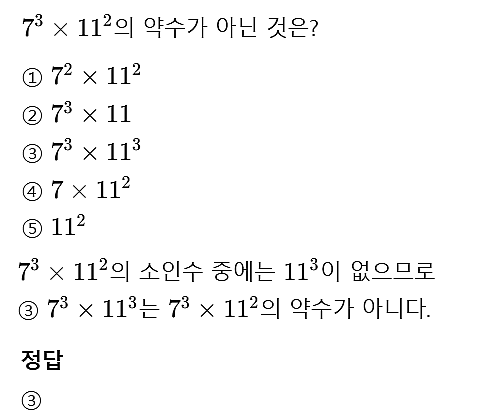 7³ × 11²의 약수가 아닌 것은?
① 7² × 11²
② 7³ × 11
③ 7³ × 11³
④ 7 × 11²
⑤ 11²
7³ × 11²의 소인수 중에는 11³이 없으므로
③ 7³ × 11³는 7³ × 11²의 약수가 아니다.
정답
③